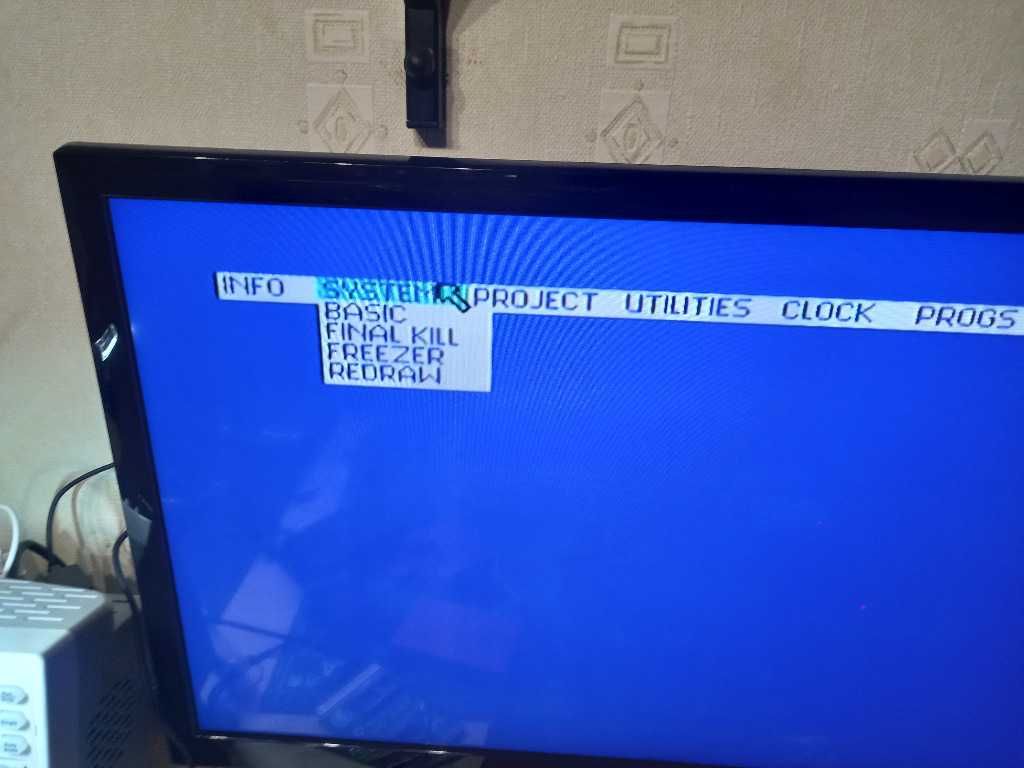 INFO SYSTEM PROJECT UTILITIES CLOCK PROGS
BASIC
FINAL KILL
FREEZER
REDRAW